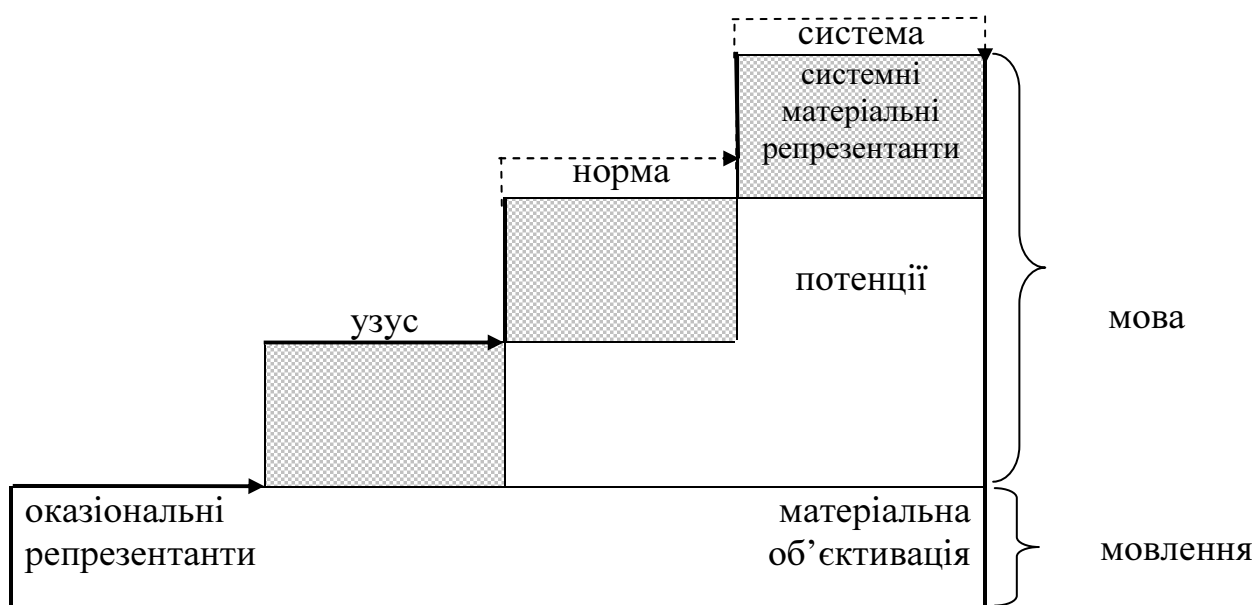 система
системні
матеріальні
репрезентанти
норма
потенції
узус
мова
оказіональні
репрезентанти
матеріальна
об’єктивація
мовлення